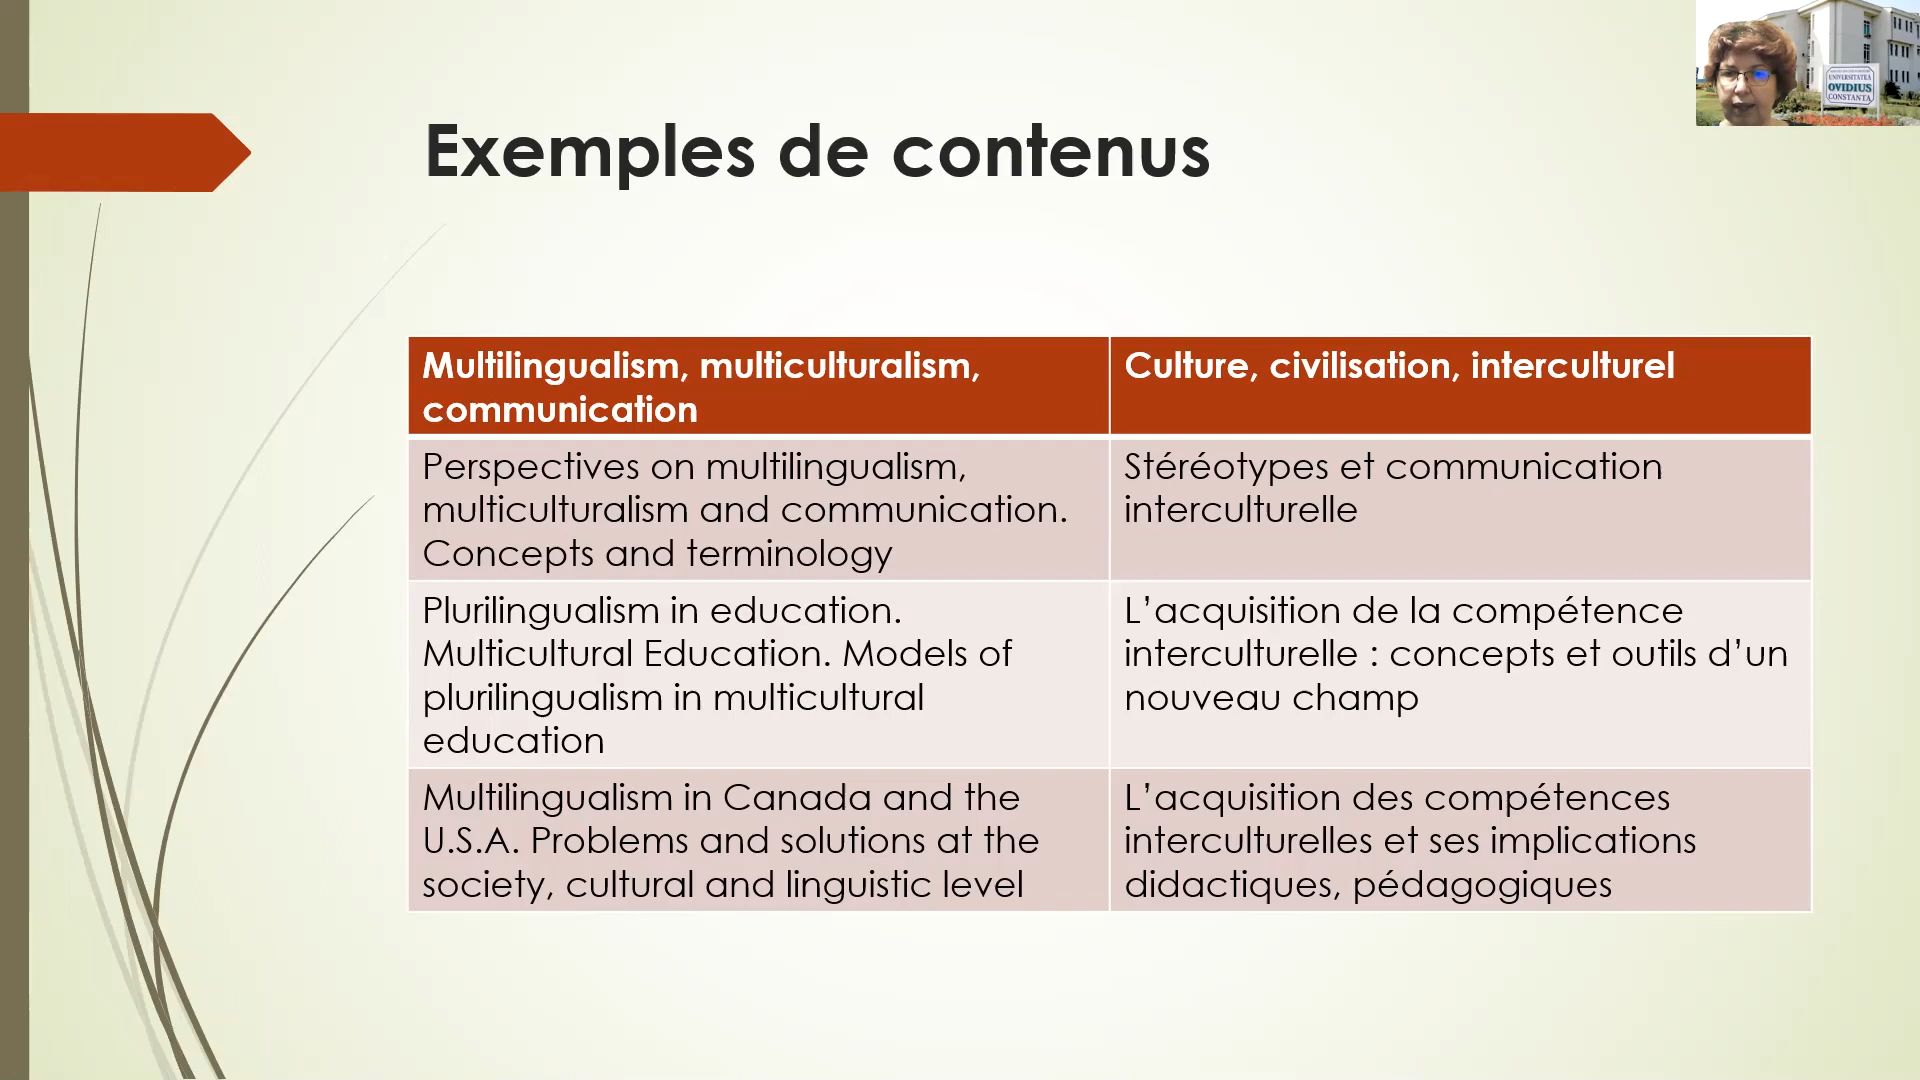 Exemples de contenus
UNIVERSITATEA
OVIDIUS
CONSTANTA
Multilingualism, multiculturalism,
communication
Culture, civilisation, interculturel
Perspectives on multilingualism,
multiculturalism and communication.
Concepts and terminology
Stéréotypes et communication
interculturelle
Plurilingualism in education.
Multicultural Education. Models of
plurilingualism in multicultural
education
L’acquisition de la compétence
interculturelle : concepts et outils d’un
nouveau champ
Multilingualism in Canada and the
U.S.A. Problems and solutions at the
society, cultural and linguistic level
L’acquisition des compétences
interculturelles et ses implications
didactiques, pédagogiques